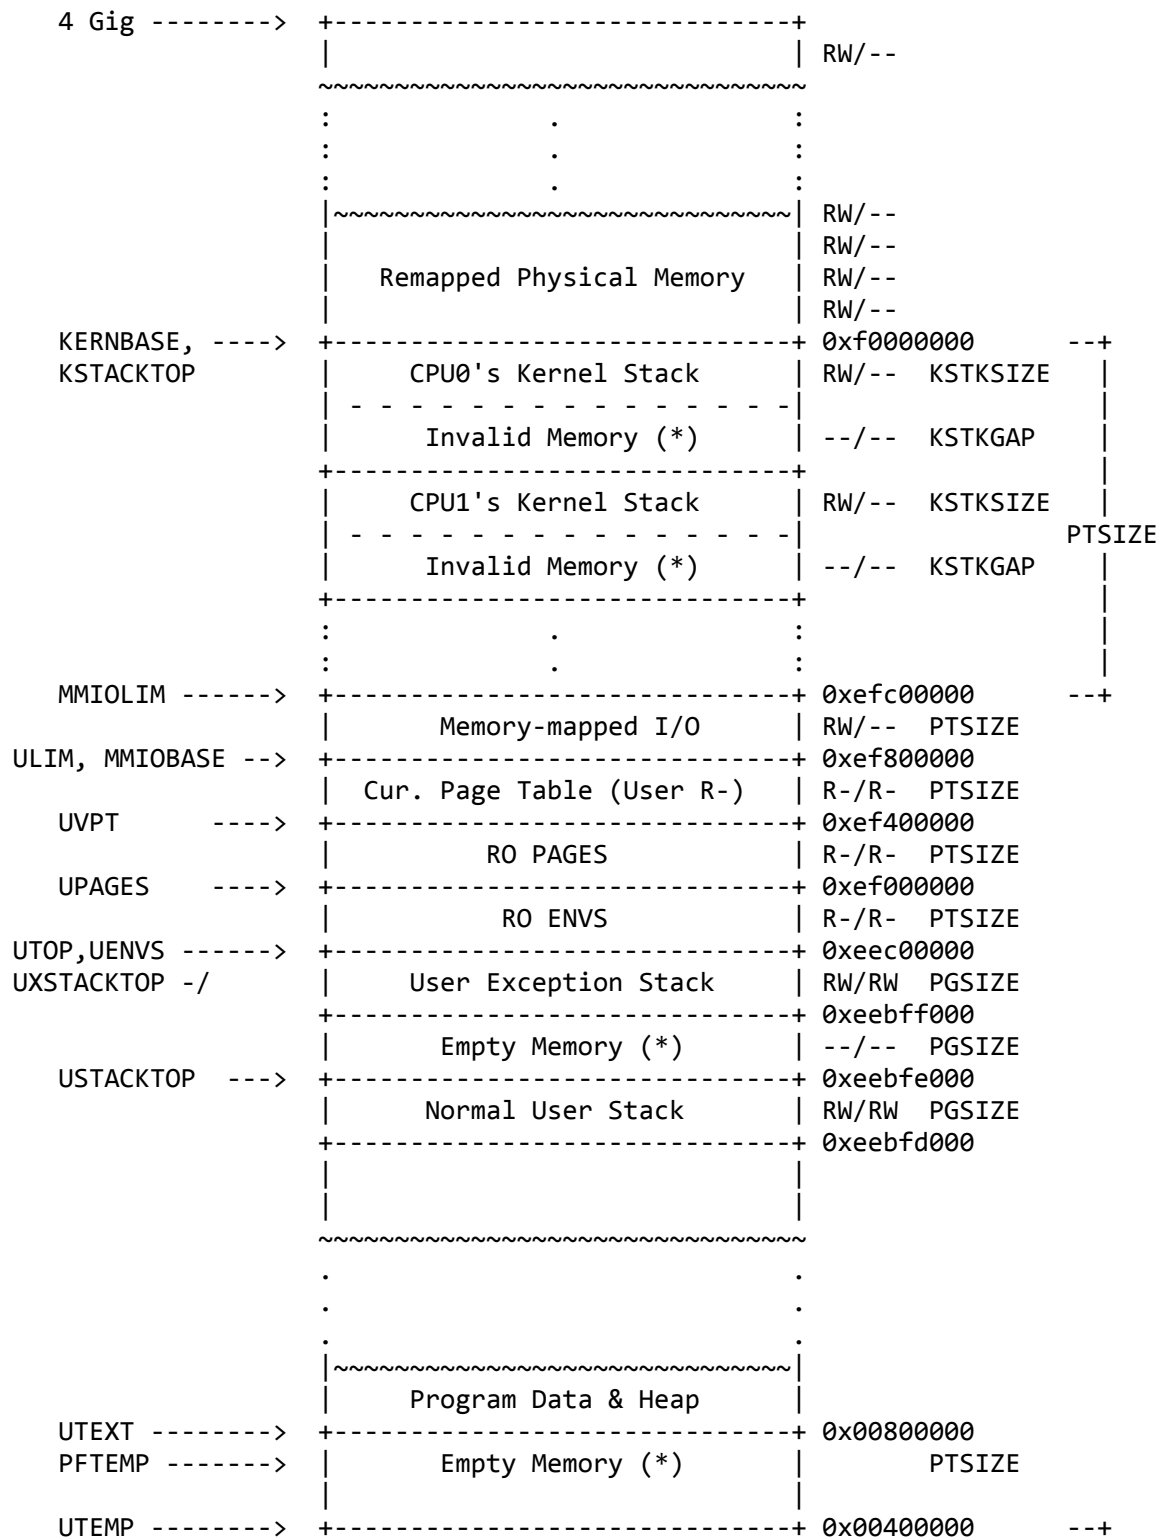 4 Gig -------->  +------------------------------+
                 |                              | RW/--
                 ~~~~~~~~~~~~~~~~~~~~~~~~~~~~~~~~
                 :              .               :
                 :              .               :
                 :              .               :
                 |~~~~~~~~~~~~~~~~~~~~~~~~~~~~~~| RW/--
                 |                              | RW/--
                 |   Remapped Physical Memory   | RW/--
                 |                              | RW/--
KERNBASE, ---->  +------------------------------+ 0xf0000000      --+
KSTACKTOP        |     CPU0's Kernel Stack      | RW/--  KSTKSIZE   |
                 | - - - - - - - - - - - - - - -|                   |
                 |      Invalid Memory (*)      | --/--  KSTKGAP    |
                 +------------------------------+                   |
                 |     CPU1's Kernel Stack      | RW/--  KSTKSIZE   |
                 | - - - - - - - - - - - - - - -|                 PTSIZE
                 |      Invalid Memory (*)      | --/--  KSTKGAP    |
                 +------------------------------+                   |
                 :              .               :                   |
                 :              .               :                   |
MMIOLIM ------>  +------------------------------+ 0xefc00000      --+
                 |       Memory-mapped I/O      | RW/--  PTSIZE
ULIM, MMIOBASE -->  +------------------------------+ 0xef800000
                 |  Cur. Page Table (User R-)   | R-/R-  PTSIZE
UVPT      ---->  +------------------------------+ 0xef400000
                 |          RO PAGES            | R-/R-  PTSIZE
UPAGES    ---->  +------------------------------+ 0xef000000
                 |           RO ENVS            | R-/R-  PTSIZE
UTOP,UENVS ------>  +------------------------------+ 0xeec00000
UXSTACKTOP -/    |     User Exception Stack     | RW/RW  PGSIZE
                 +------------------------------+ 0xeebff000
                 |       Empty Memory (*)       | --/--  PGSIZE
USTACKTOP  --->  +------------------------------+ 0xeebfe000
                 |      Normal User Stack       | RW/RW  PGSIZE
                 +------------------------------+ 0xeebfd000
                 |                              |
                 |                              |
                 ~~~~~~~~~~~~~~~~~~~~~~~~~~~~~~~~
                 .                              .
                 .                              .
                 .                              .
                 |~~~~~~~~~~~~~~~~~~~~~~~~~~~~~~|
                 |     Program Data & Heap      |
UTEXT -------->  +------------------------------+ 0x00800000
PFTEMP ------->  |       Empty Memory (*)       |        PTSIZE
                 |                              |
UTEMP -------->  +------------------------------+ 0x00400000      --+